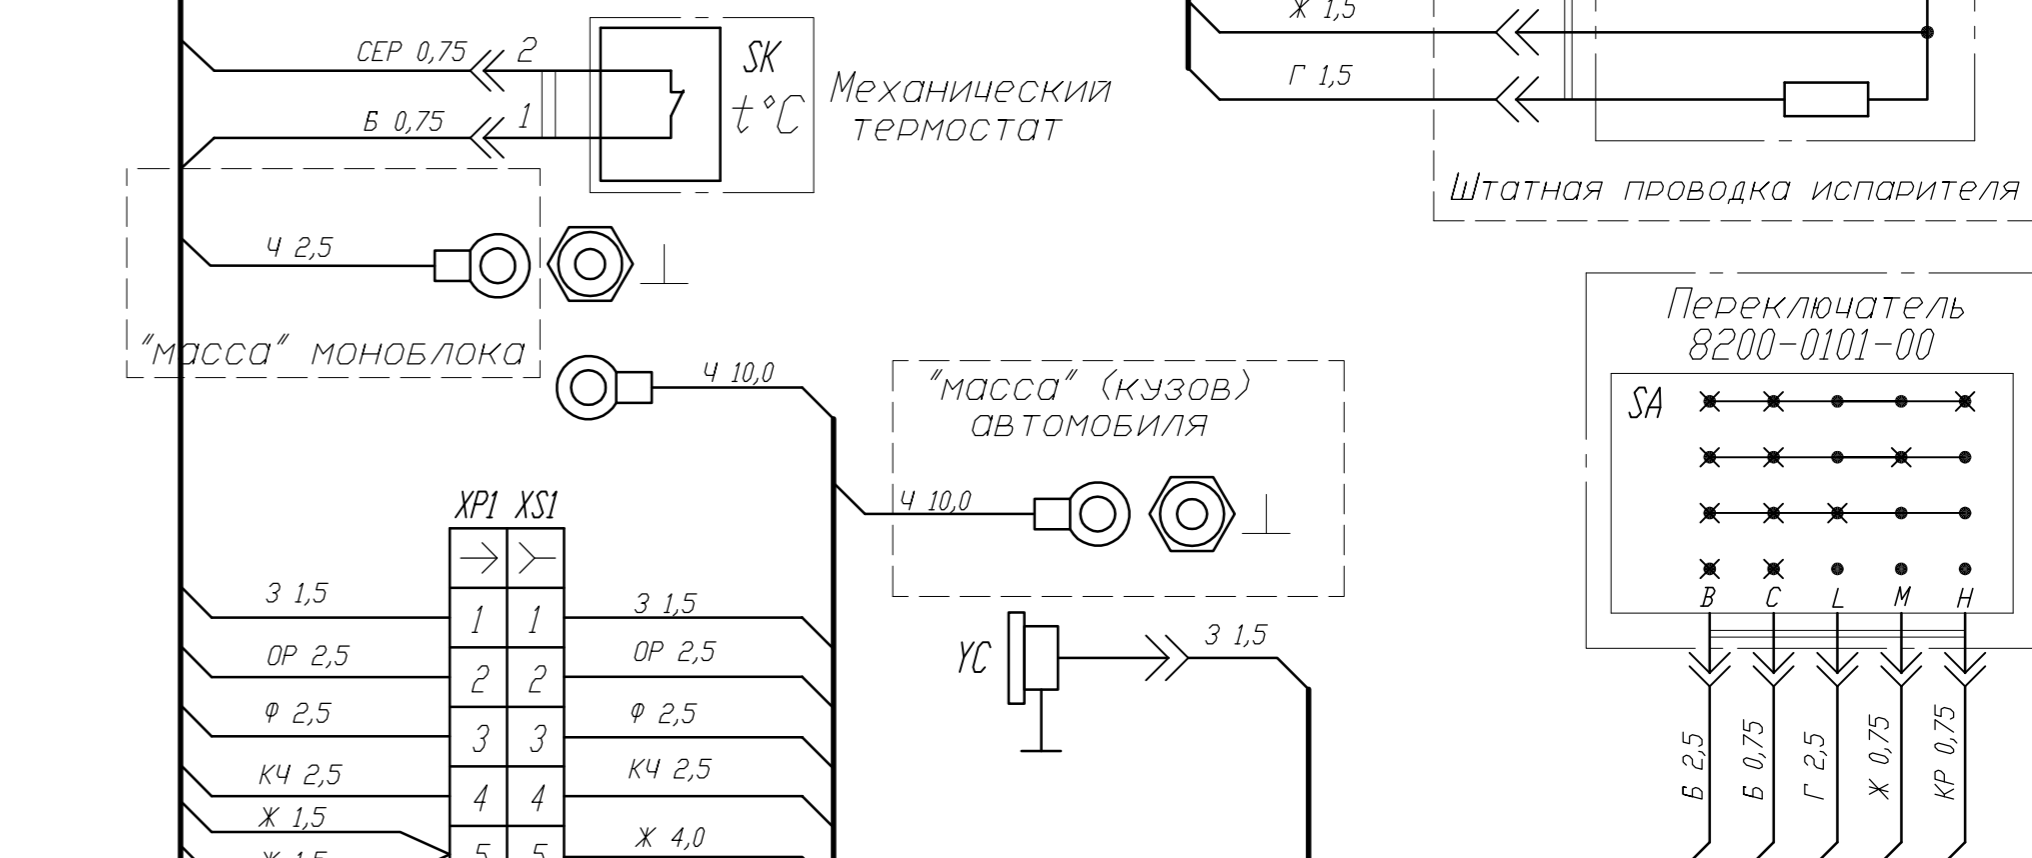 Ж 1,5
СЕР 0,75
2
SK
t°C
Г 1,5
Механический
термостат
Б 0,75
1
Штатная проводка испарителя
Ч 2,5
"масса" моноблока
Переключатель
8200-0101-00
Ч 10,0
"масса" (кузов)
автомобиля
SA
Ч 10,0
XP1 XS1
З 1,5
1 1
З 1,5
B C L M H
YC
З 1,5
ОР 2,5
2 2
ОР 2,5
Ф 2,5
3 3
Ф 2,5
КЧ 2,5
4 4
КЧ 2,5
Б 2,5
Б 0,75
Г 2,5
Ж 0,75
КР 0,75
Ж 1,5
Ж 4,0
5 5
Ж 1,5